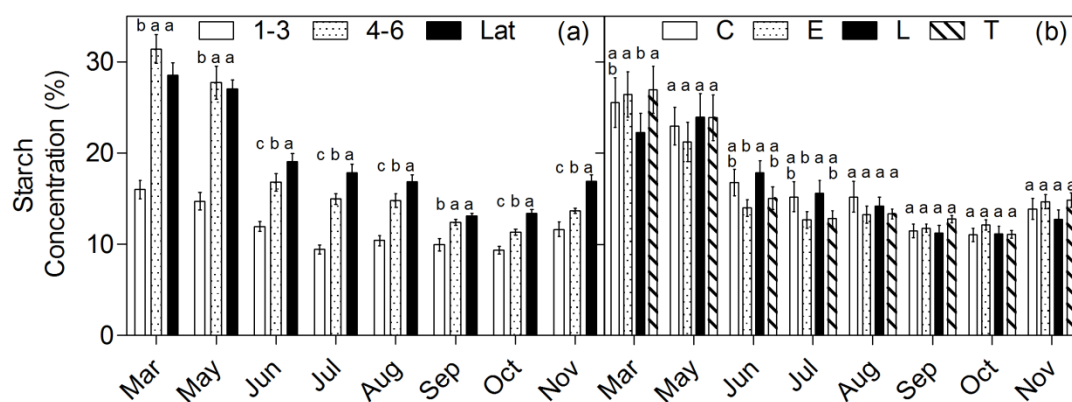 1-3 4-6 Lat (a)
C E L T (b)
Starch
Concentration (%)
30
20
10
0
b a a
b a a
c b a
c b a
c b a
b a a
c b a
c b a
a a b a
b
a a a a
a b a a
b b
a b a a
b b
a a a a
a a a a
a a a a
a a a a
Mar May Jun Jul Aug Sep Oct Nov
Mar May Jun Jul Aug Sep Oct Nov